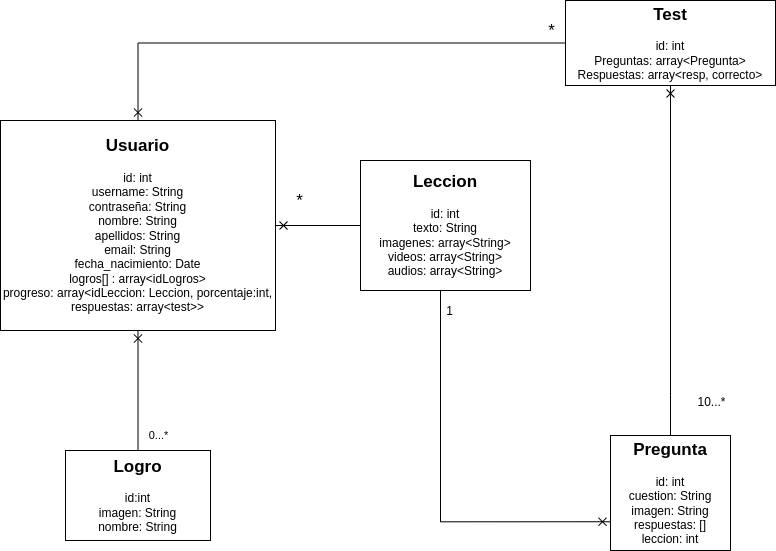 Test
id: int
Preguntas: array<Pregunta>
Respuestas: array<resp, correcto>
*
Usuario
id: int
username: String
contraseña: String
nombre: String
apellidos: String
email: String
fecha_nacimiento: Date
logros[] : array<idLogros>
progreso: array<idLeccion: Leccion, porcentaje:int,
respuestas: array<test>>
*
Leccion
id: int
texto: String
imagenes: array<String>
videos: array<String>
audios: array<String>
1
10...*
0...*
Logro
id:int
imagen: String
nombre: String
Pregunta
id: int
cuestion: String
imagen: String
respuestas: []
leccion: int